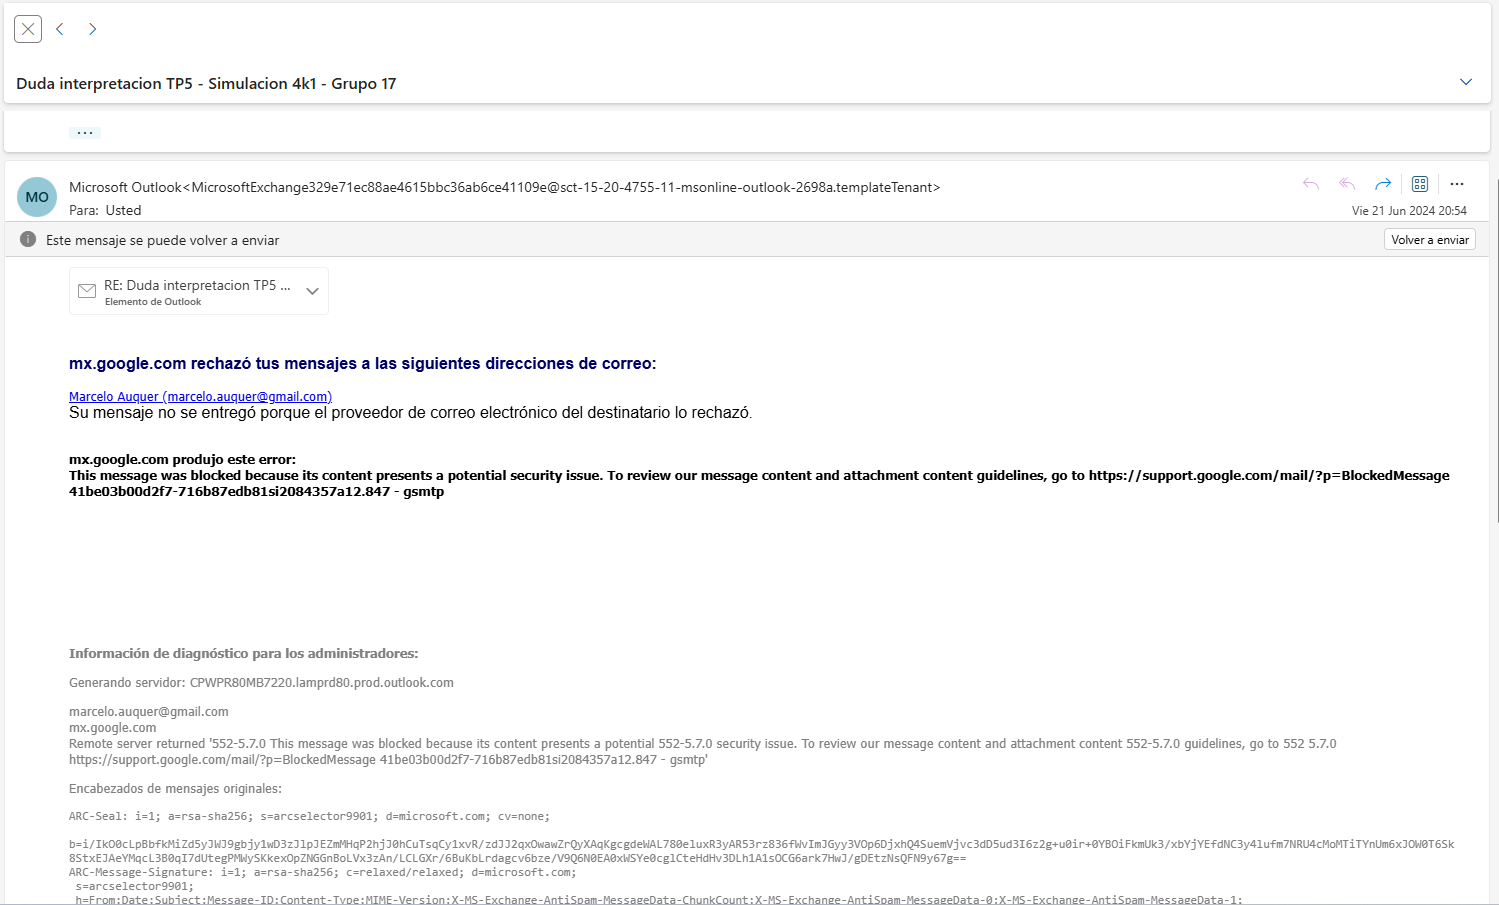 Duda interpretacion TP5 - Simulacion 4k1 - Grupo 17
...
MO
Microsoft Outlook<MicrosoftExchange329e71ec88ae4615bbc36ab6ce41109e@sct-15-20-4755-11-msonline-outlook-2698a.templateTenant>
Para: Usted
Vie 21 Jun 2024 20:54
Este mensaje se puede volver a enviar
Volver a enviar
RE: Duda interpretacion TP5 ...
Elemento de Outlook
mx.google.com rechazó tus mensajes a las siguientes direcciones de correo:
Marcelo Auquer (marcelo.auquer@gmail.com)
Su mensaje no se entregó porque el proveedor de correo electrónico del destinatario lo rechazó.
mx.google.com produjo este error:
This message was blocked because its content presents a potential security issue. To review our message content and attachment content guidelines, go to https://support.google.com/mail/?p=BlockedMessage
41be03b00d2f7-716b87edb81si2084357a12.847 - gsmtp
Información de diagnóstico para los administradores:
Generando servidor: CPWPR80MB7220.lamprd80.prod.outlook.com
marcelo.auquer@gmail.com
mx.google.com
Remote server returned '552-5.7.0 This message was blocked because its content presents a potential 552-5.7.0 security issue. To review our message content and attachment content 552-5.7.0 guidelines, go to 552 5.7.0
https://support.google.com/mail/?p=BlockedMessage 41be03b00d2f7-716b87edb81si2084357a12.847 - gsmtp'
Encabezados de mensajes originales:
ARC-Seal: i=1; a=rsa-sha256; s=arcselector9901; d=microsoft.com; cv=none;
b=i/IkO0cLpBbfkMiZd5yJWJ9gbjy1wD3zJlpJEZmMHqP2hjJ0hCuTsqCy1xvR/zdJJ2qxOwawZrQyXAqKgcgdeWAL780eluxR3yAR53rz836fWvImJGyy3VOp6DjxhQ4SuemVjvc3dD5ud3I6z2g+u0ir+0YBOiFkmUk3/xbYjYEfdNC3y4lufm7NRU4cMoMTiTYnUm6xJOW0T6Sk
8StxEJAeYMqcL3B0qI7dUtegPMWySKkexOpZNGGnBoLVx3zAn/LCLGXr/6BuKbLrdagcv6bze/V9Q6N0EA0xWSYe0cglCteHdHv3DLh1A1sOCG6ark7HwJ/gDEtzNsQFN9y67g==
ARC-Message-Signature: i=1; a=rsa-sha256; c=relaxed/relaxed; d=microsoft.com;
s=arcselector9901;
h=From:Date:Subject:Message-ID:Content-Type:MIME-Version:X-MS-Exchange-AntiSpam-MessageData-ChunkCount:X-MS-Exchange-AntiSpam-MessageData-0:X-MS-Exchange-AntiSpam-MessageData-1;